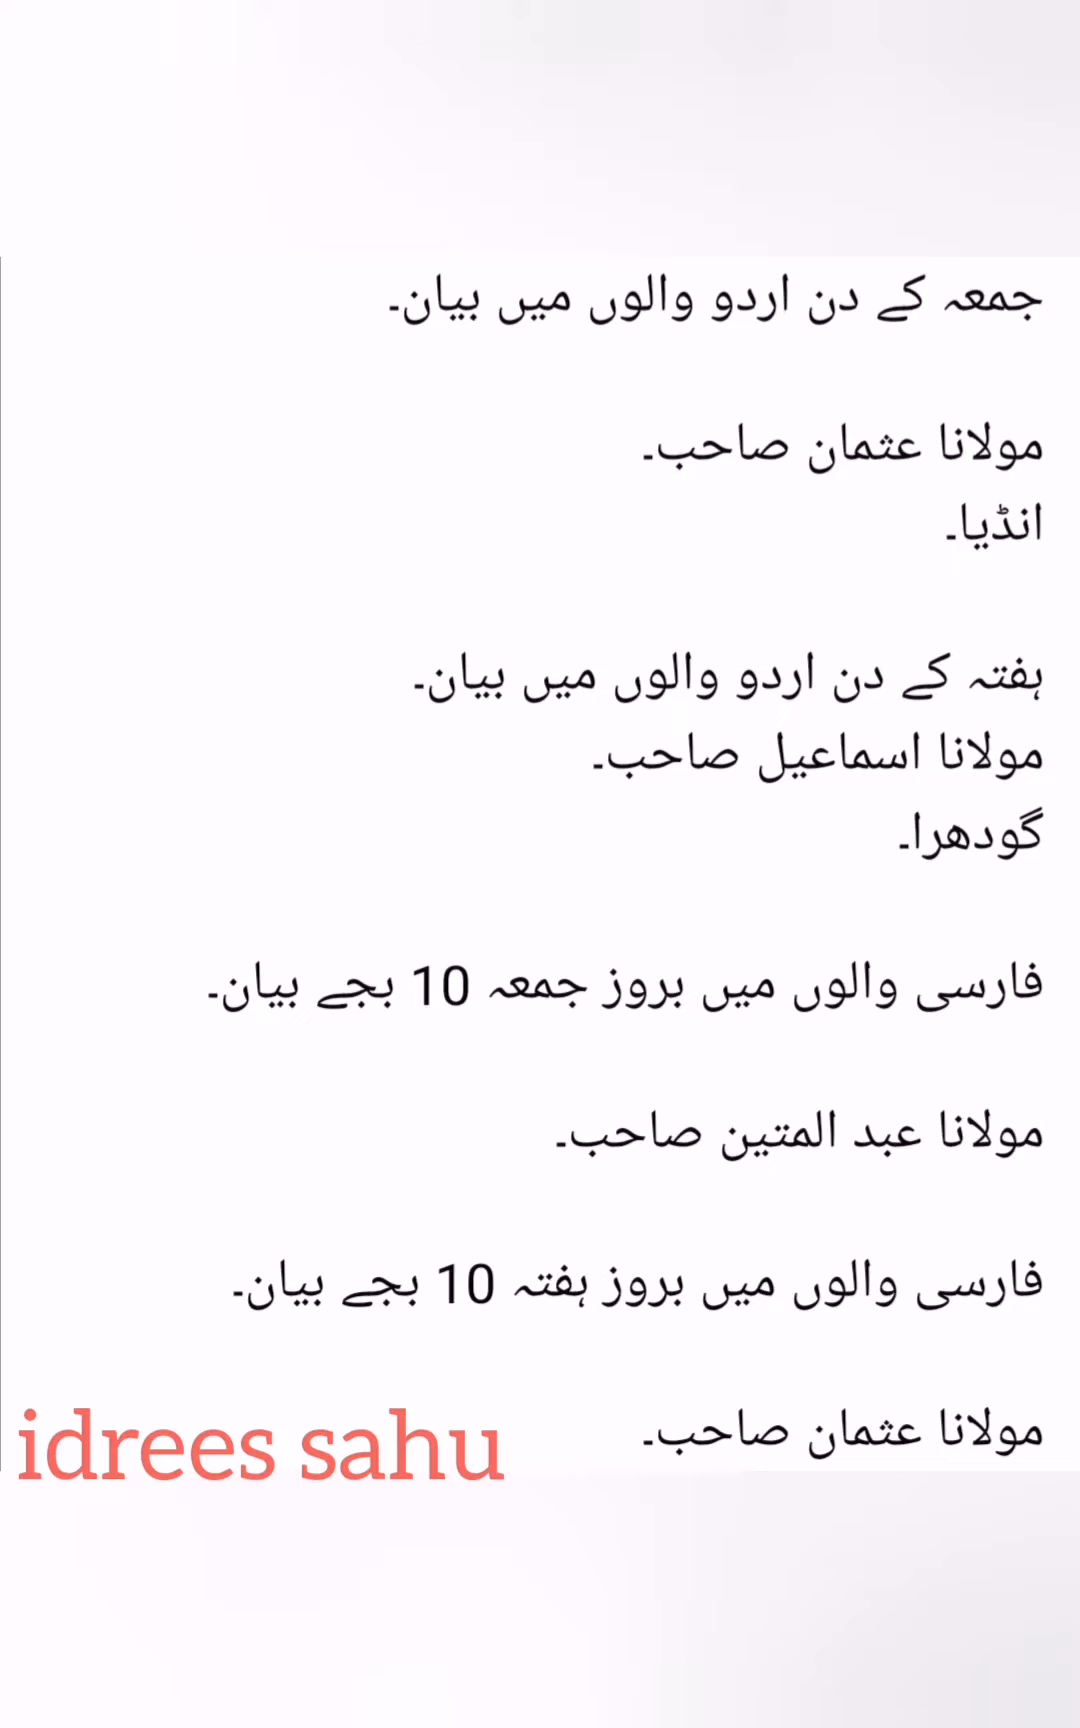 جمعہ کے دن اردو والوں میں بیان۔
مولانا عثمان صاحب۔
انڈیا۔
ہفتہ کے دن اردو والوں میں بیان۔
مولانا اسماعیل صاحب۔
گودھرا۔
فارسی والوں میں بروز جمعہ 10 بجے بیان۔
مولانا عبد المتین صاحب۔
فارسی والوں میں بروز ہفتہ 10 بجے بیان۔
مولانا عثمان صاحب۔
idrees sahu